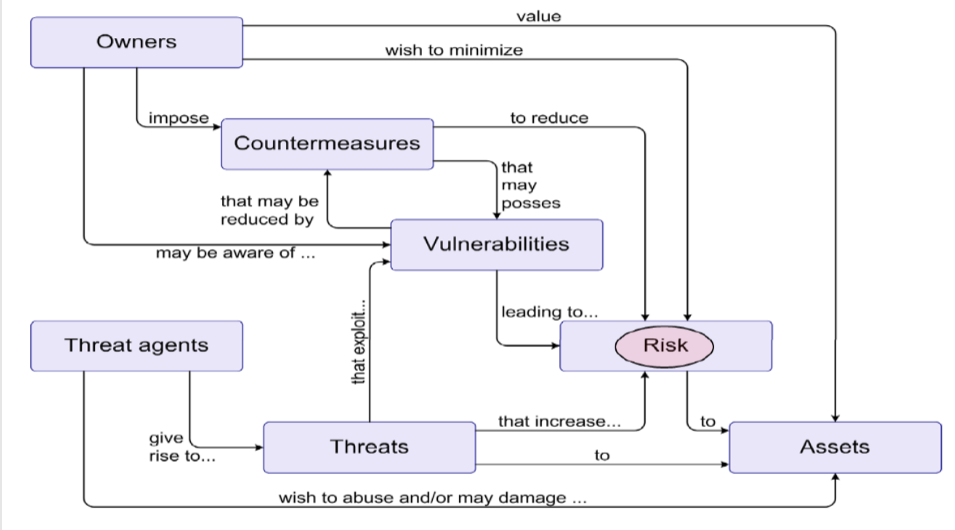 value
Owners
wish to minimize
impose
to reduce
Countermeasures
that
may
posses
that may be
reduced by
Vulnerabilities
may be aware of ...
that exploit...
leading to...
Threat agents
Risk
that increase...
to
give
rise to...
Threats
to
Assets
wish to abuse and/or may damage ...